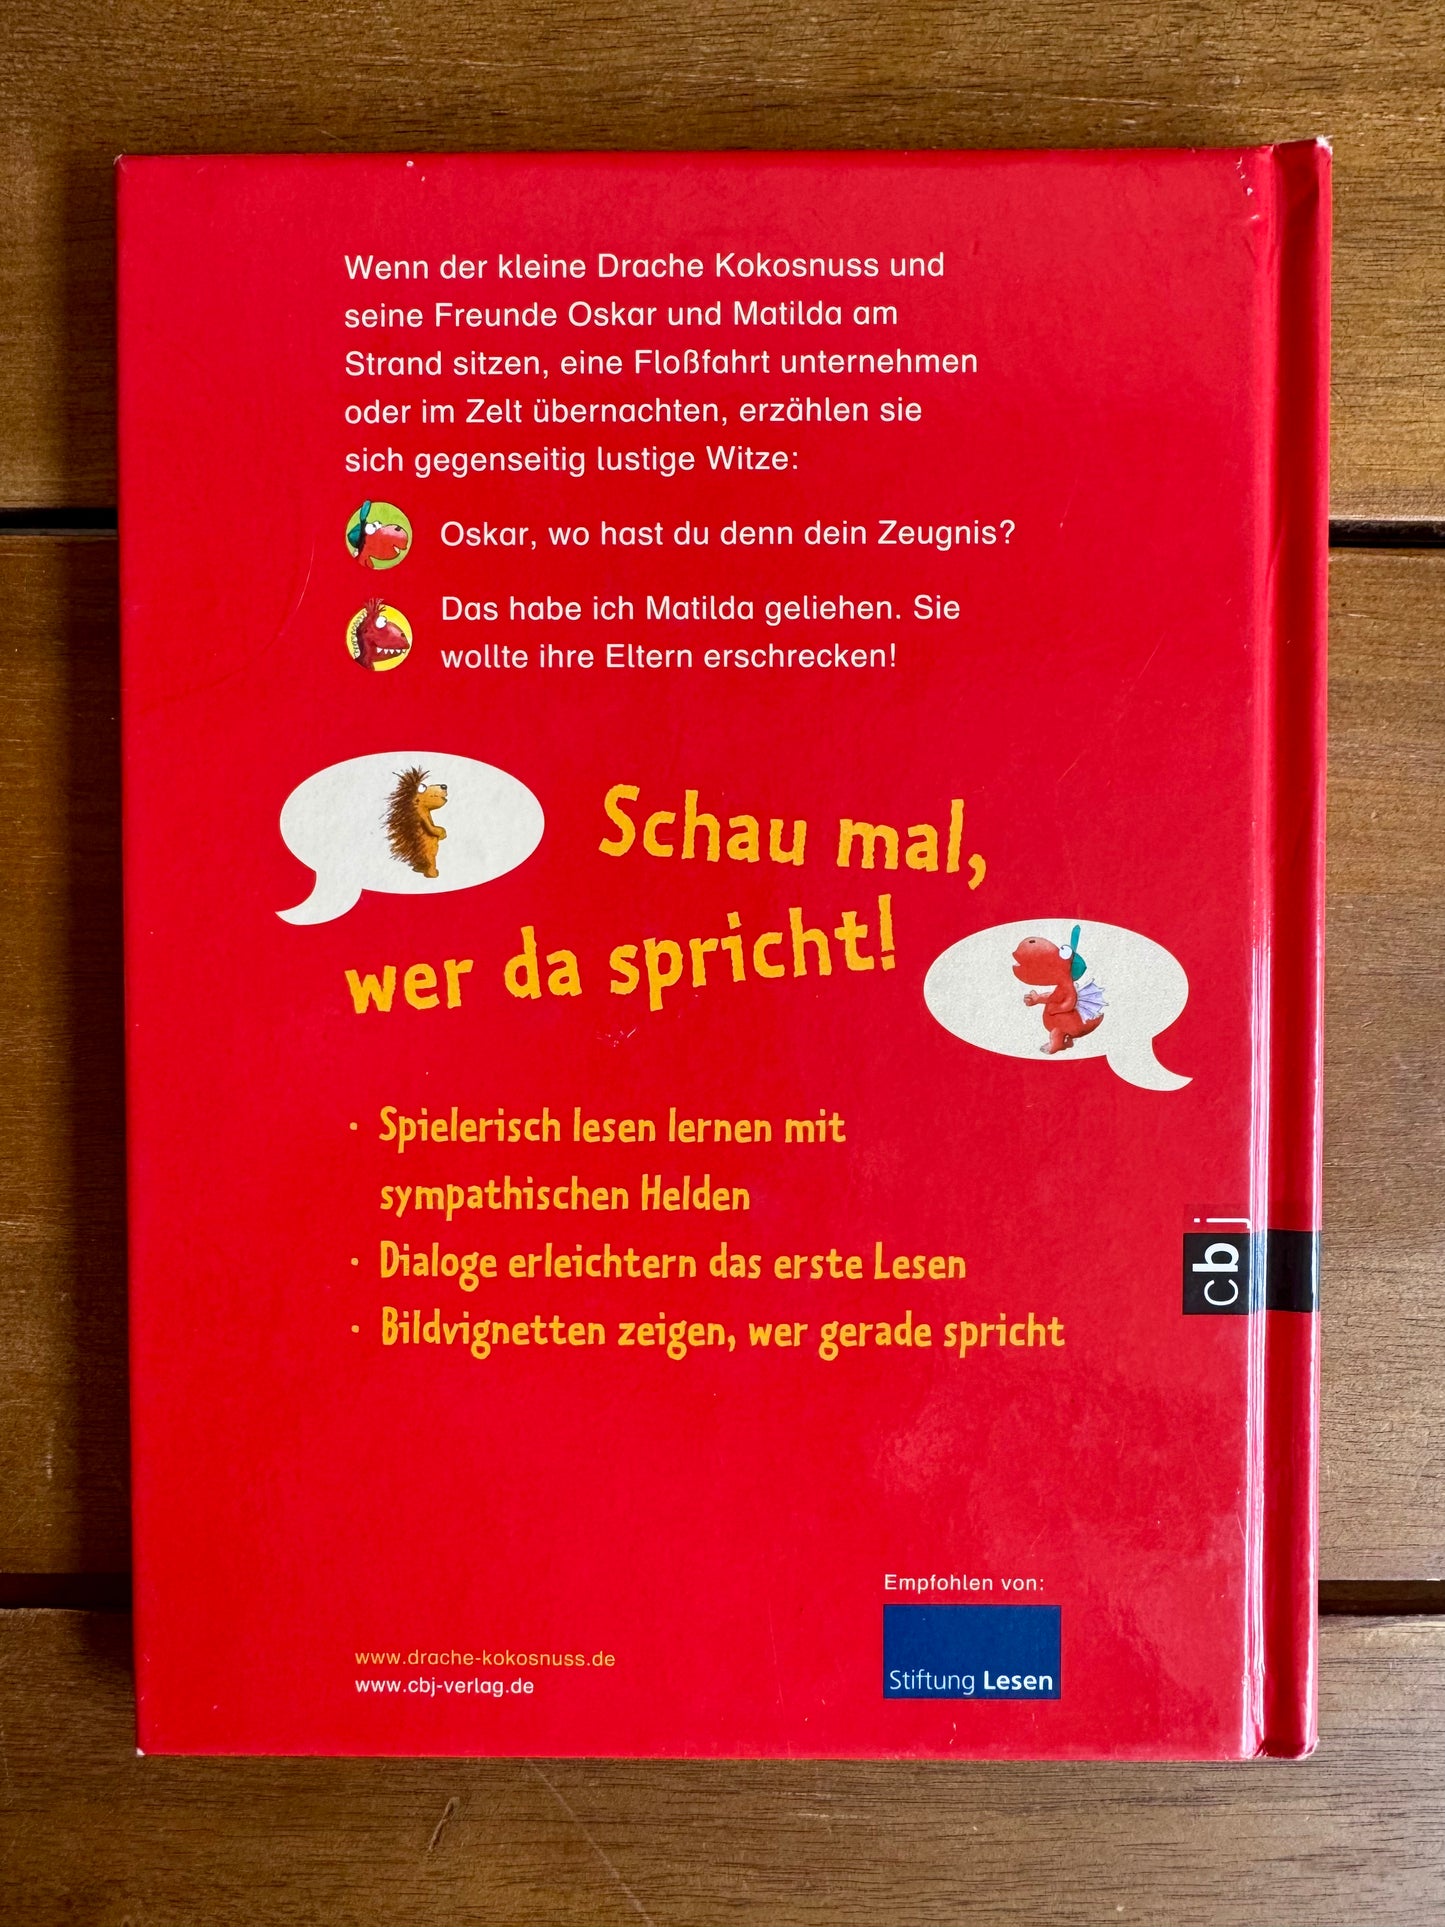 Wenn der kleine Drache Kokosnuss und
seine Freunde Oskar und Matilda am
Strand sitzen, eine Floßfahrt unternehmen
oder im Zelt übernachten, erzählen sie
sich gegenseitig lustige Witze:
Oskar, wo hast du denn dein Zeugnis?
Das habe ich Matilda geliehen. Sie
wollte ihre Eltern erschrecken!
Schau mal,
wer da spricht!
· Spielerisch lesen lernen mit
sympathischen Helden
· Dialoge erleichtern das erste Lesen
· Bildvignetten zeigen, wer gerade spricht
cbj
Empfohlen von:
Stiftung Lesen
www.drache-kokosnuss.de
www.cbj-verlag.de